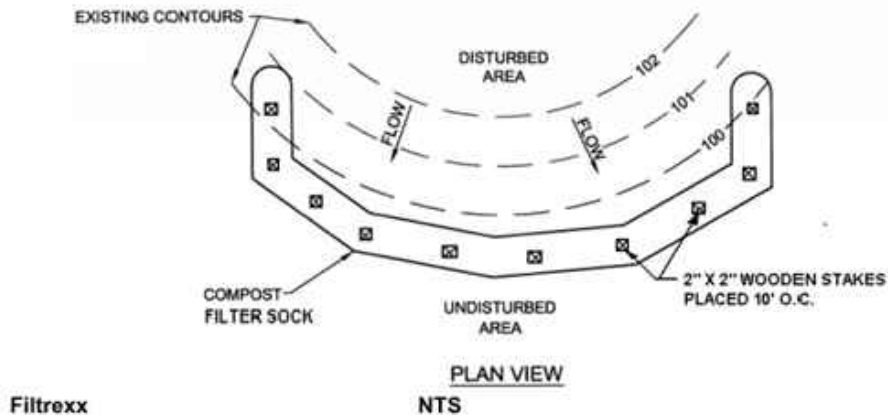 EXISTING CONTOURS
DISTURBED
AREA
102
101
100
FLOW
FLOW
2" X 2" WOODEN STAKES
PLACED 10' O.C.
COMPOST
FILTER SOCK
UNDISTURBED
AREA
PLAN VIEW
Filtrexx
NTS